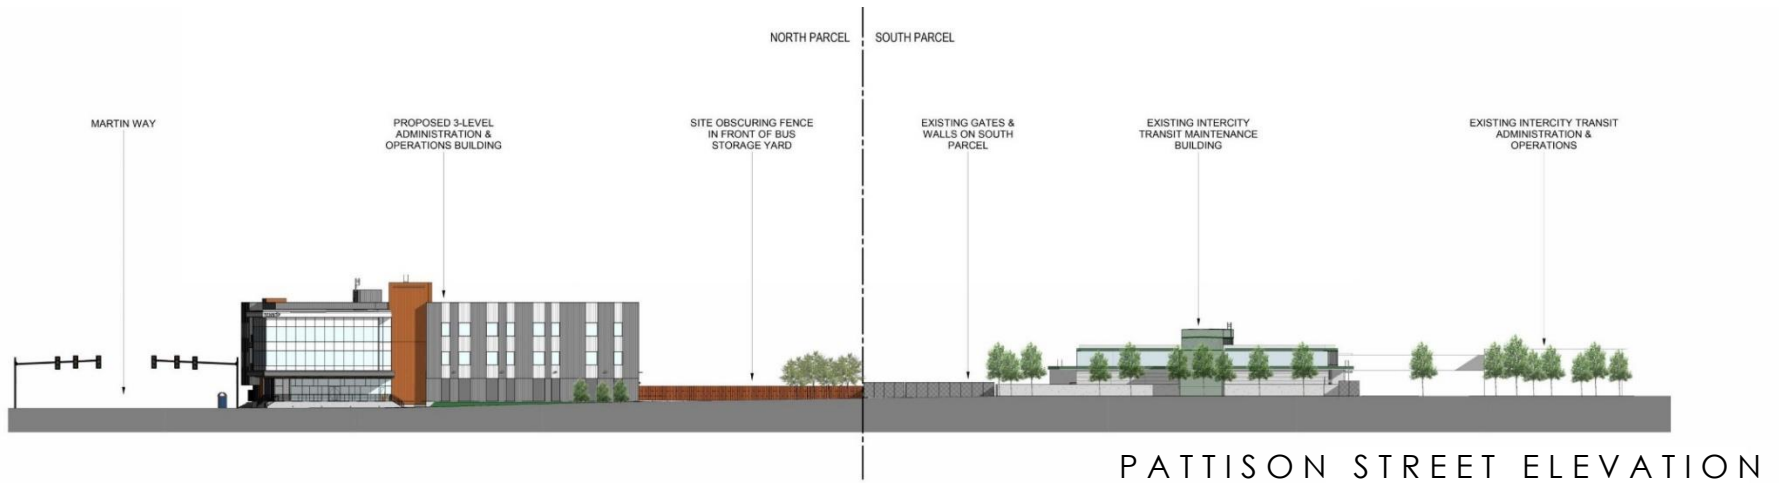 NORTH PARCEL
SOUTH PARCEL
MARTIN WAY
PROPOSED 3-LEVEL
ADMINISTRATION &
OPERATIONS BUILDING
SITE OBSCURING FENCE
IN FRONT OF BUS
STORAGE YARD
EXISTING GATES &
WALLS ON SOUTH
PARCEL
EXISTING INTERCITY
TRANSIT MAINTENANCE
BUILDING
EXISTING INTERCITY TRANSIT
ADMINISTRATION &
OPERATIONS
PATTISON STREET ELEVATION